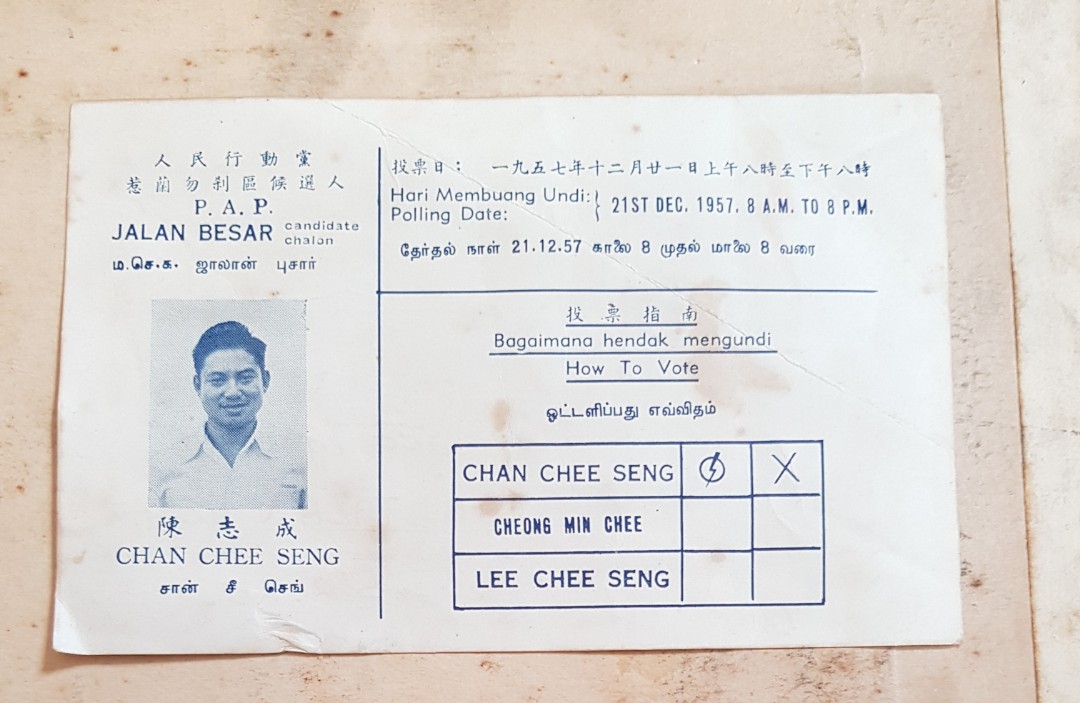 人民行動黨
惹蘭勿刹區候選人
P. A. P.
JALAN BESAR candidate
chalon
ம.செ.க. ஜாலான் புசார்
陳志成
CHAN CHEE SENG
சான் சீ செங்
投票日： 一九五七年十二月廿一日上午八時至下午八時
Hari Membuang Undi:
Polling Date:
21ST DEC. 1957. 8 A.M. TO 8 P.M.
தேர்தல் நாள் 21.12.57 காலை 8 முதல் மாலை 8 வரை
投票指南
Bagaimana hendak mengundi
How To Vote
ஓட்டளிப்பது எவ்விதம்
CHAN CHEE SENG X
CHEONG MIN CHEE
LEE CHEE SENG